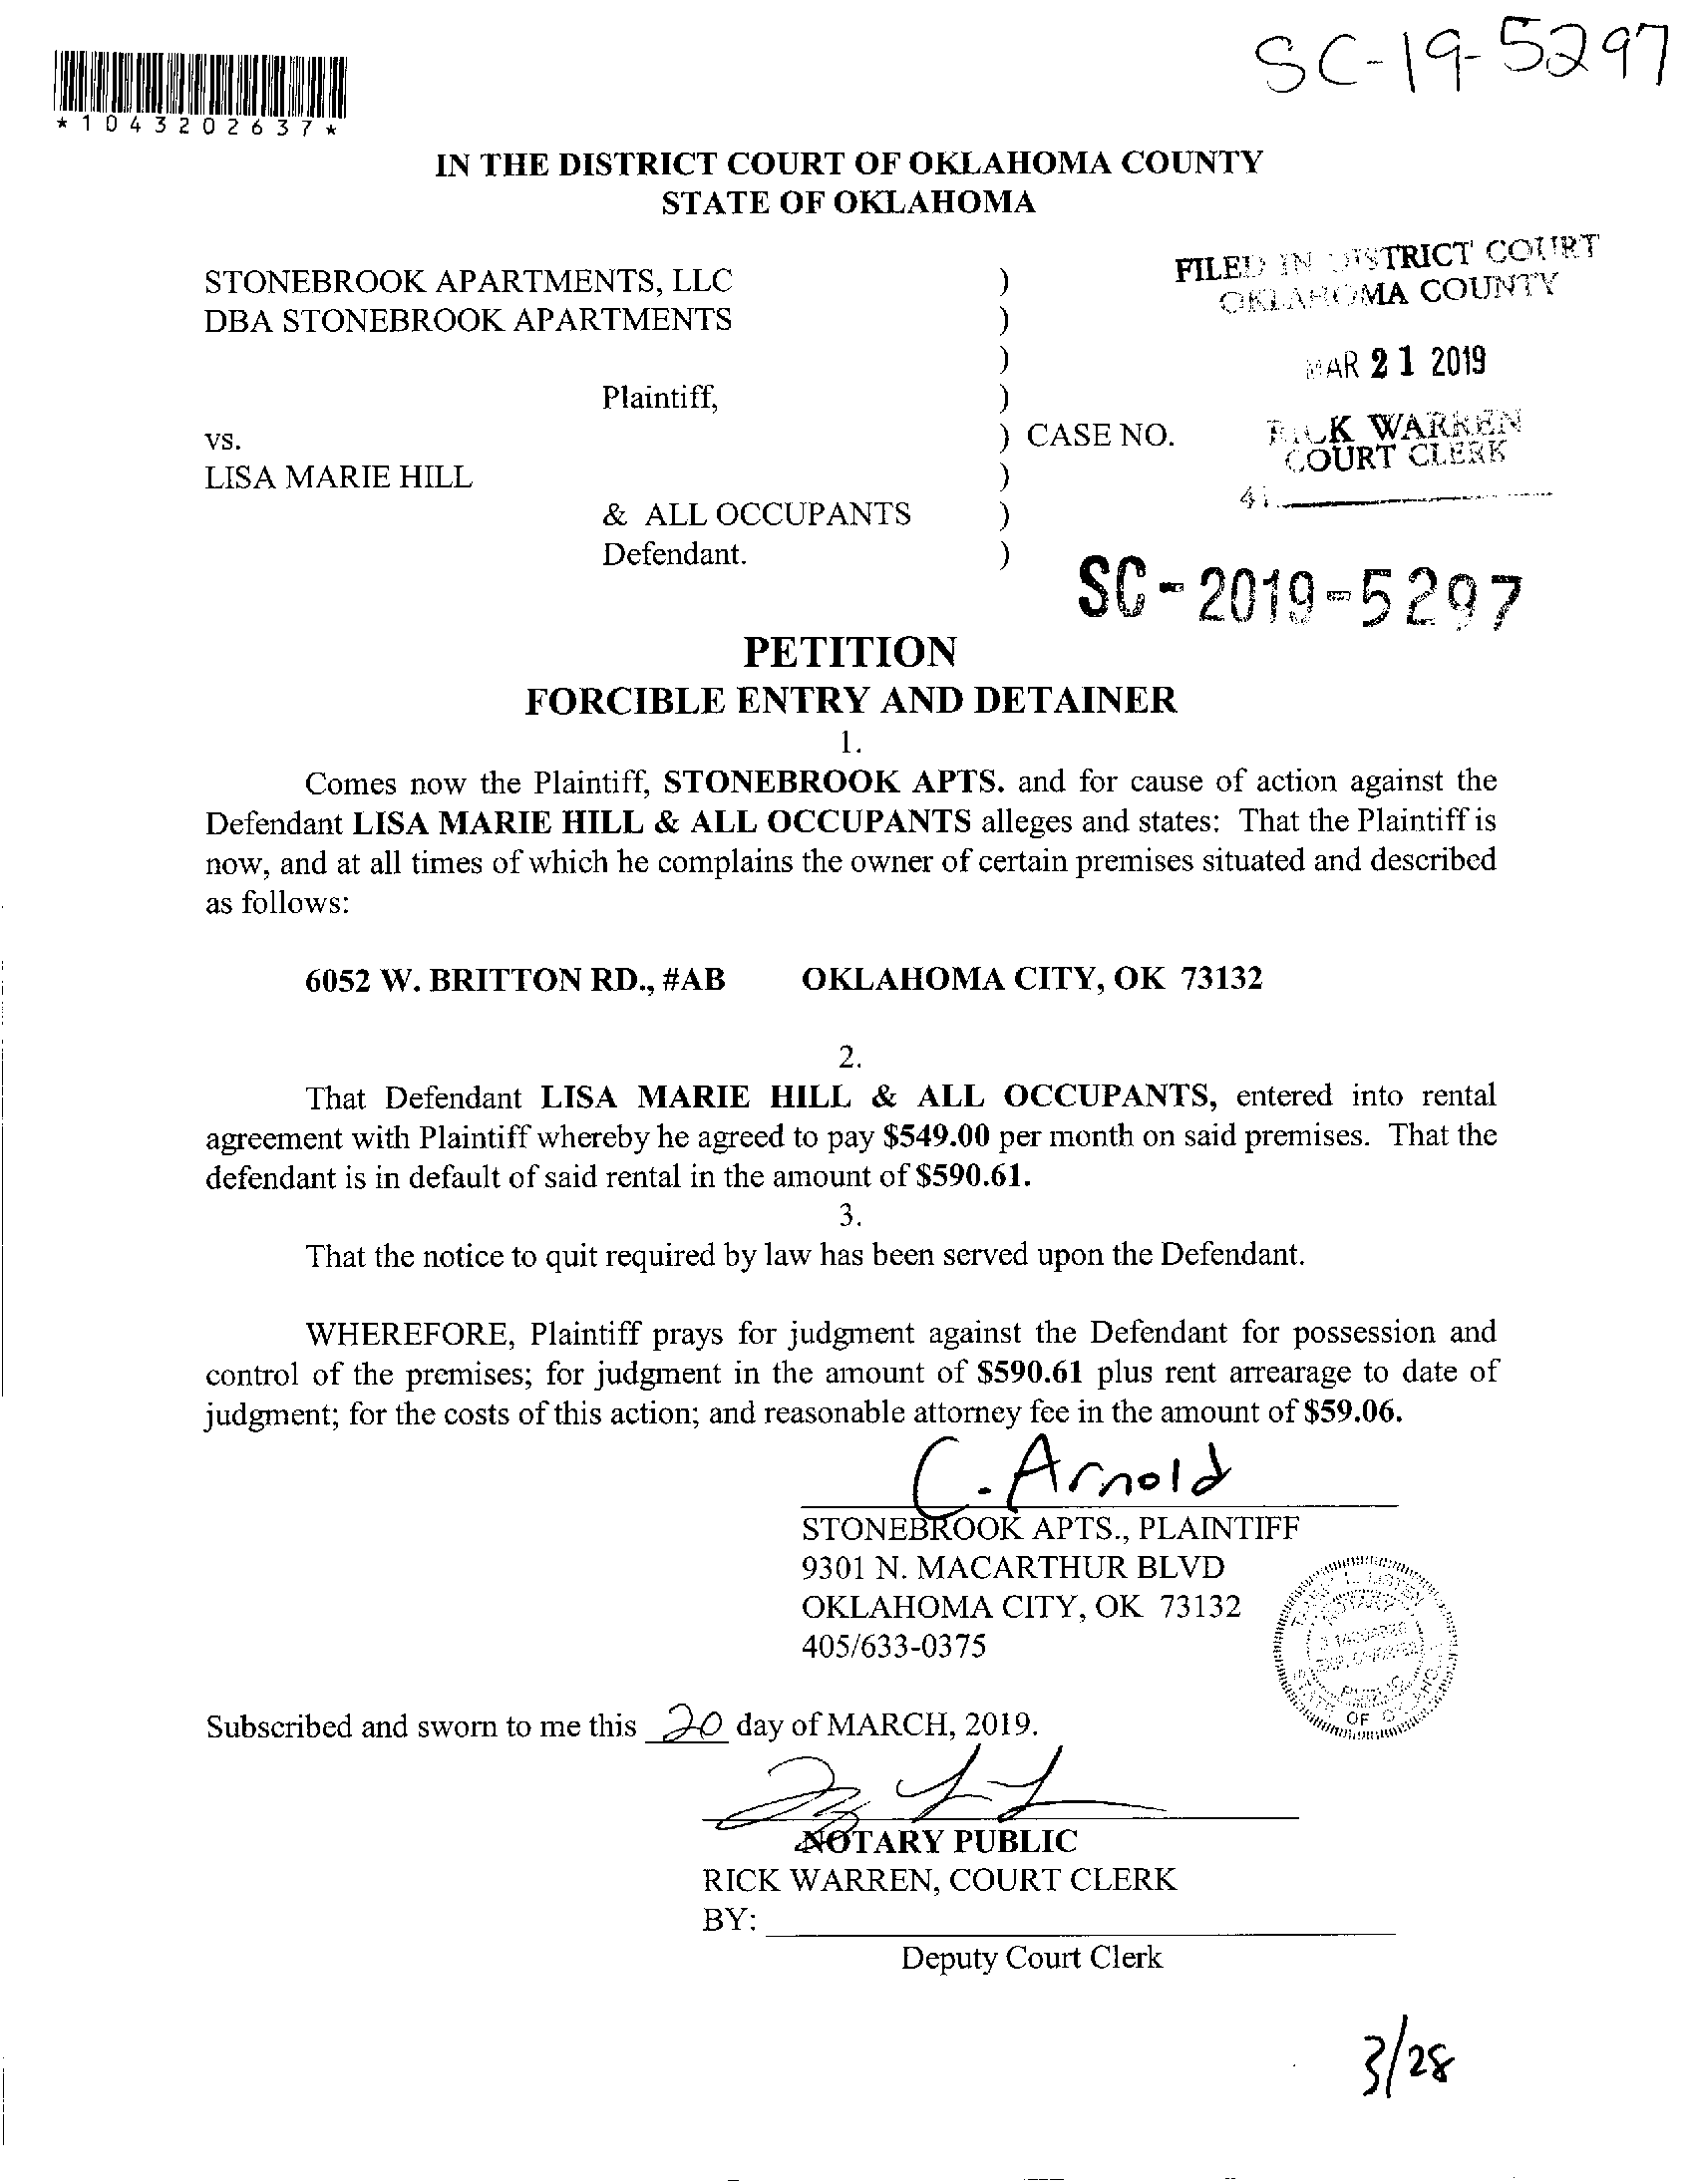 SC-19-5297
*1043202637*
IN THE DISTRICT COURT OF OKLAHOMA COUNTY
STATE OF OKLAHOMA
STONEBROOK APARTMENTS, LLC )
DBA STONEBROOK APARTMENTS )
)
Plaintiff, )
vs. ) CASE NO.
LISA MARIE HILL )
& ALL OCCUPANTS )
Defendant. )
FILED IN DISTRICT COURT
OKLAHOMA COUNTY
MAR 21 2019
RICK WARREN
COURT CLERK
41
SC-2019-5297
PETITION
FORCIBLE ENTRY AND DETAINER
1.
Comes now the Plaintiff, STONEBROOK APTS. and for cause of action against the
Defendant LISA MARIE HILL & ALL OCCUPANTS alleges and states: That the Plaintiff is
now, and at all times of which he complains the owner of certain premises situated and described
as follows:
6052 W. BRITTON RD., #AB OKLAHOMA CITY, OK 73132
2.
That Defendant LISA MARIE HILL & ALL OCCUPANTS, entered into rental
agreement with Plaintiff whereby he agreed to pay $549.00 per month on said premises. That the
defendant is in default of said rental in the amount of $590.61.
3.
That the notice to quit required by law has been served upon the Defendant.
WHEREFORE, Plaintiff prays for judgment against the Defendant for possession and
control of the premises; for judgment in the amount of $590.61 plus rent arrearage to date of
judgment; for the costs of this action; and reasonable attorney fee in the amount of $59.06.
C. Arnold
STONEBROOK APTS., PLAINTIFF
9301 N. MACARTHUR BLVD
OKLAHOMA CITY, OK 73132
405/633-0375
NOTARY
PUBLIC
STATE OF OKLAHOMA
Subscribed and sworn to me this 20 day of MARCH, 2019.
NOTARY PUBLIC
RICK WARREN, COURT CLERK
BY:
Deputy Court Clerk
3/28